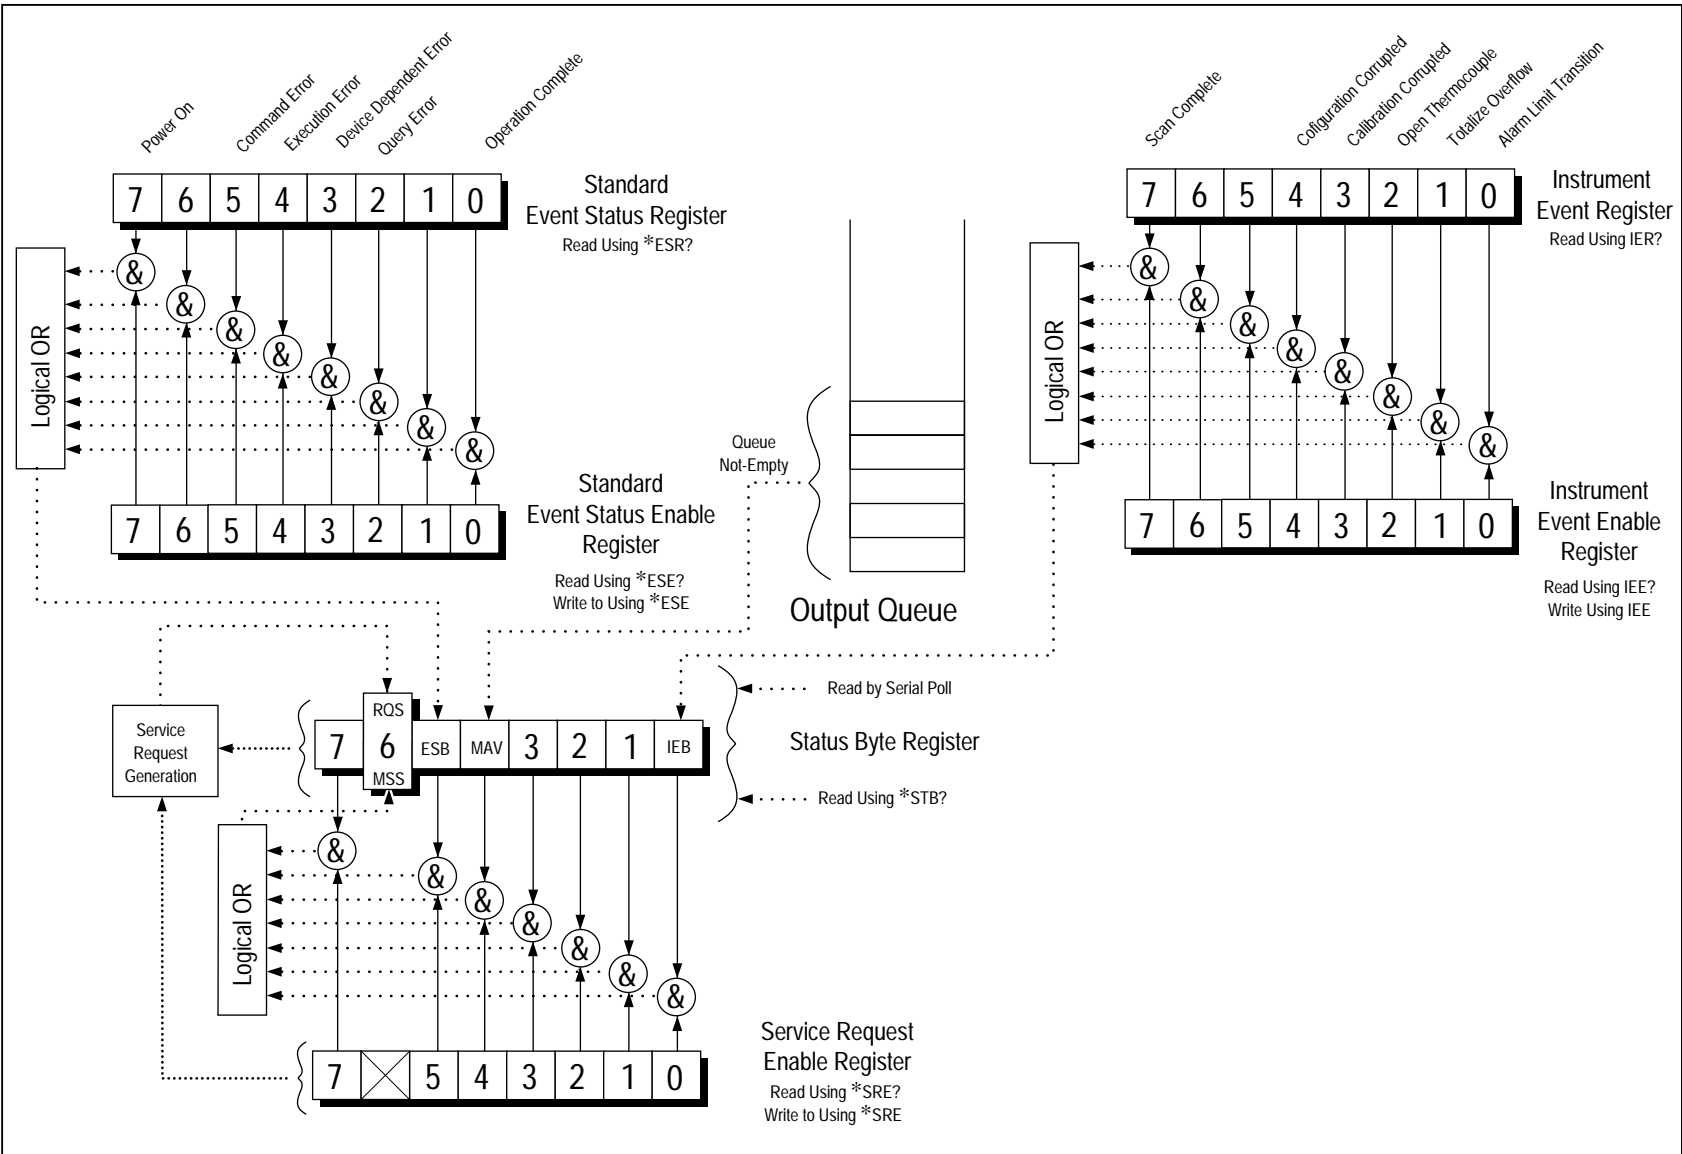 Power On
Command Error
Execution Error
Device Dependent Error
Query Error
Operation Complete
Scan Complete
Cofiguration Corrupted
Calibration Corrupted
Open Thermocouple
Totalize Overflow
Alarm Limit Transition
7 6 5 4 3 2 1 0
Standard
Event Status Register
Read Using *ESR?
7 6 5 4 3 2 1 0
Instrument
Event Register
Read Using IER?
Logical OR
& & & & & & & &
Logical OR
& & & & & & & &
Queue
Not-Empty
7 6 5 4 3 2 1 0
Standard
Event Status Enable
Register
Read Using *ESE?
Write to Using *ESE
Output Queue
7 6 5 4 3 2 1 0
Instrument
Event Enable
Register
Read Using IEE?
Write Using IEE
Service
Request
Generation
RQS
7 6 ESB MAV 3 2 1 IEB
MSS
Read by Serial Poll
Status Byte Register
Read Using *STB?
Logical OR
& & & & & & &
7 5 4 3 2 1 0
Service Request
Enable Register
Read Using *SRE?
Write to Using *SRE